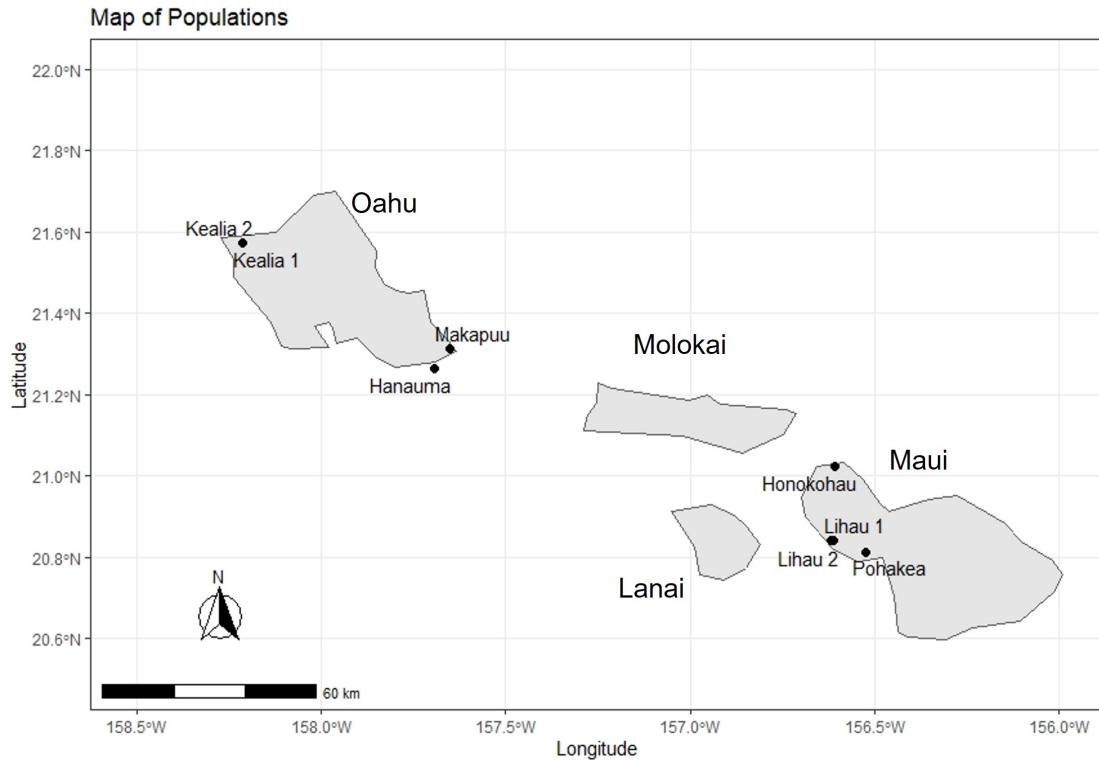 Map of Populations
22.0°N
21.8°N
21.6°N
21.4°N
21.2°N
21.0°N
20.8°N
20.6°N
Latitude
Oahu
Kealia 2
Kealia 1
Makapuu
Hanauma
Molokai
Maui
Honokohau
Lihau 1
Lihau 2
Pohakea
Lanai
N
60 km
158.5°W
158.0°W
157.5°W
157.0°W
156.5°W
156.0°W
Longitude